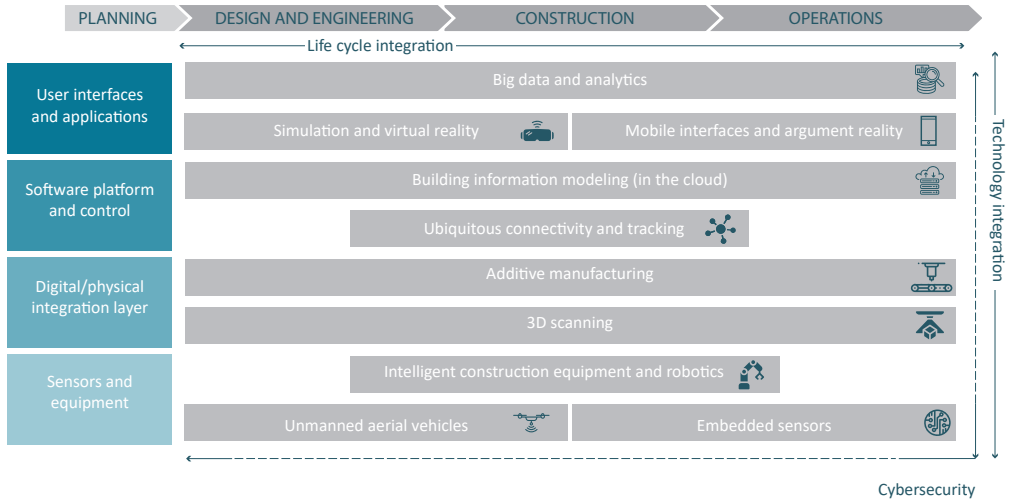 PLANNING
DESIGN AND ENGINEERING
CONSTRUCTION
OPERATIONS
Life cycle integration
User interfaces
and applications
Big data and analytics
Simulation and virtual reality
Mobile interfaces and argument reality
Software platform
and control
Building information modeling (in the cloud)
Ubiquitous connectivity and tracking
Digital/physical
integration layer
Additive manufacturing
3D scanning
Sensors and
equipment
Intelligent construction equipment and robotics
Unmanned aerial vehicles
Embedded sensors
Technology integration
Cybersecurity